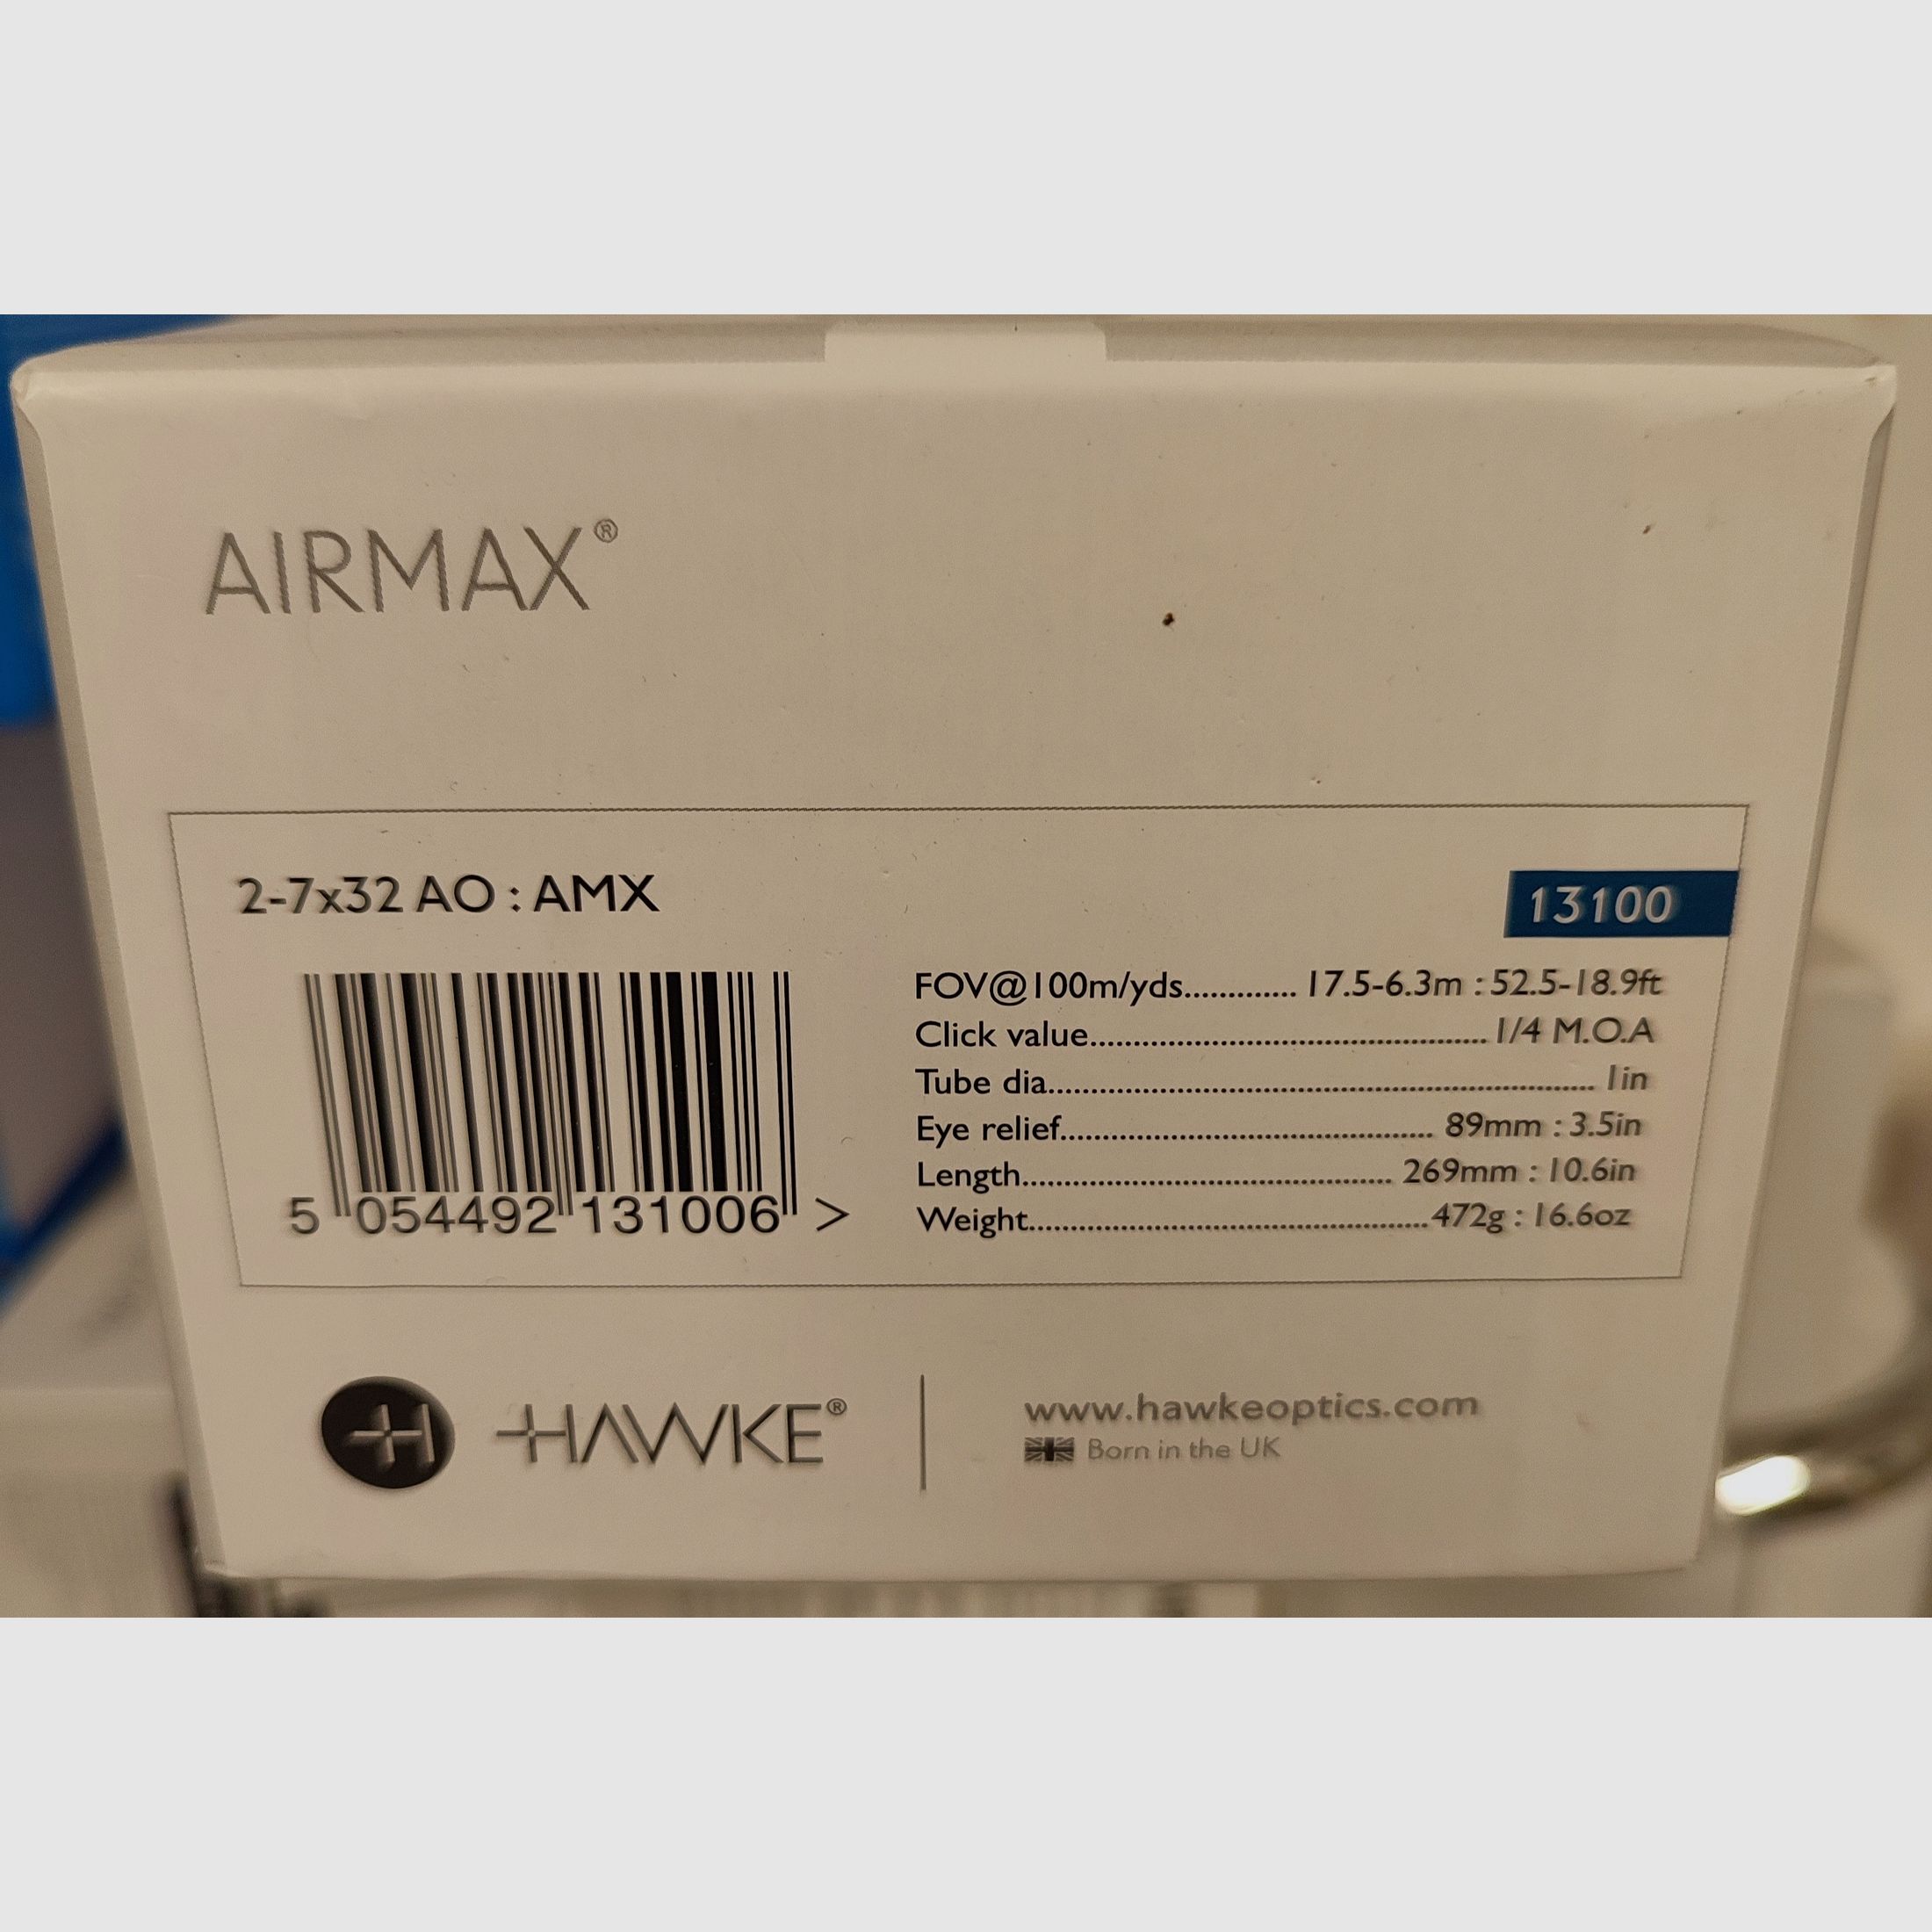 AIRMAX®
2-7x32 AO : AMX
13100
FOV@100m/yds............. 17.5-6.3m : 52.5-18.9ft
Click value.............................................. 1/4 M.O.A
Tube dia............................................................... 1in
Eye relief........................................... 89mm : 3.5in
Length........................................... 269mm : 10.6in
Weight.............................................. 472g : 16.6oz
5 054492 131006 >
HAWKE®
www.hawkeoptics.com
Born in the UK